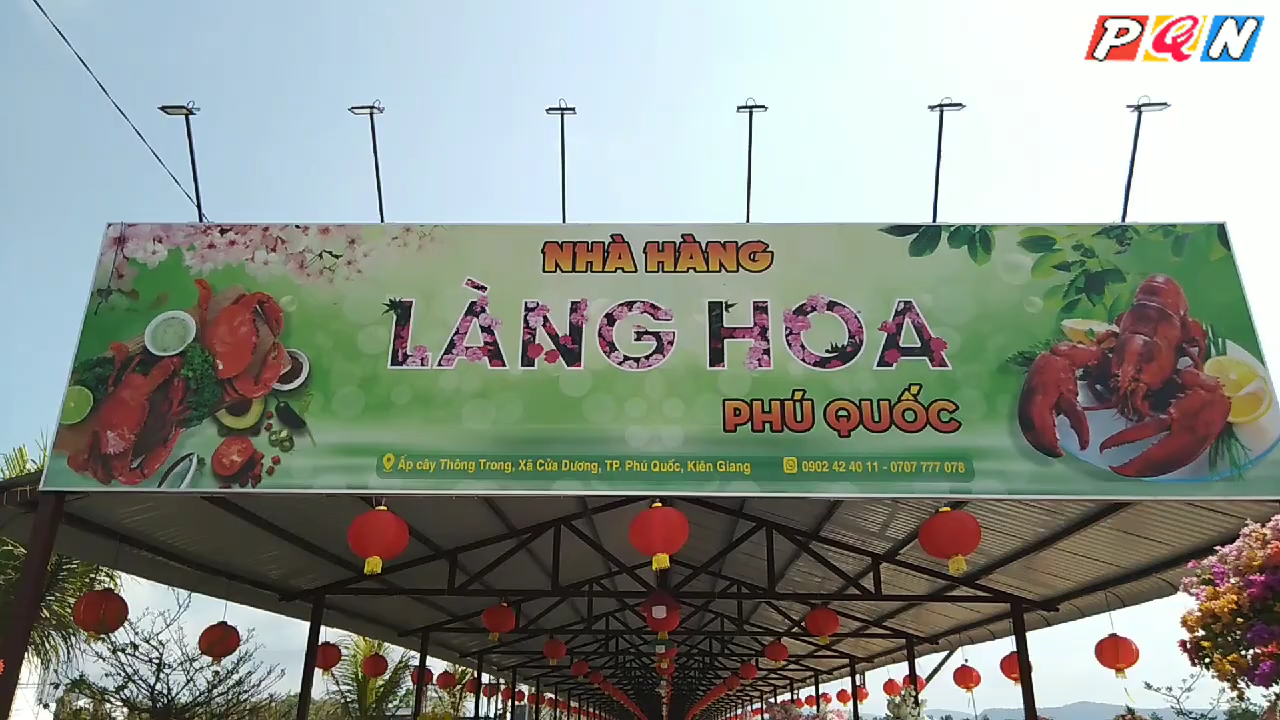 PQN
NHÀ HÀNG
LÀNG HOA
PHÚ QUỐC
Ấp cây Thông Trong, Xã Cửa Dương, TP. Phú Quốc, Kiên Giang
0902 42 40 11 - 0707 777 078